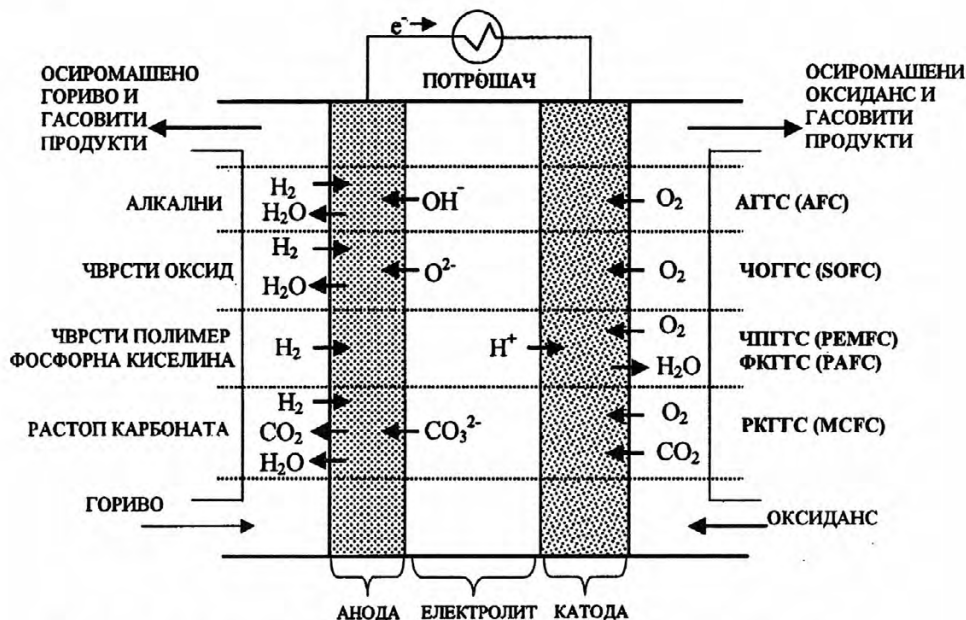 e⁻
ПОТРОШАЧ
ОСИРОМАШЕНО
ГОРИВО И
ГАСОВИТИ
ПРОДУКТИ
ОСИРОМАШЕНИ
ОКСИДАНС И
ГАСОВИТИ
ПРОДУКТИ
АЛКАЛНИ
H₂
H₂O
OH⁻
O₂
АГГС (AFC)
ЧВРСТИ ОКСИД
H₂
H₂O
O²⁻
O₂
ЧОГГС (SOFC)
ЧВРСТИ ПОЛИМЕР
ФОСФОРНА КИСЕЛИНА
H₂
H⁺
O₂
H₂O
ЧПГГС (PEMFC)
ФКГГС (PAFC)
РАСТОП КАРБОНАТА
H₂
CO₂
H₂O
CO₃²⁻
O₂
CO₂
РКГГС (MCFC)
ГОРИВО
ОКСИДАНС
АНОДА
ЕЛЕКТРОЛИТ
КАТОДА